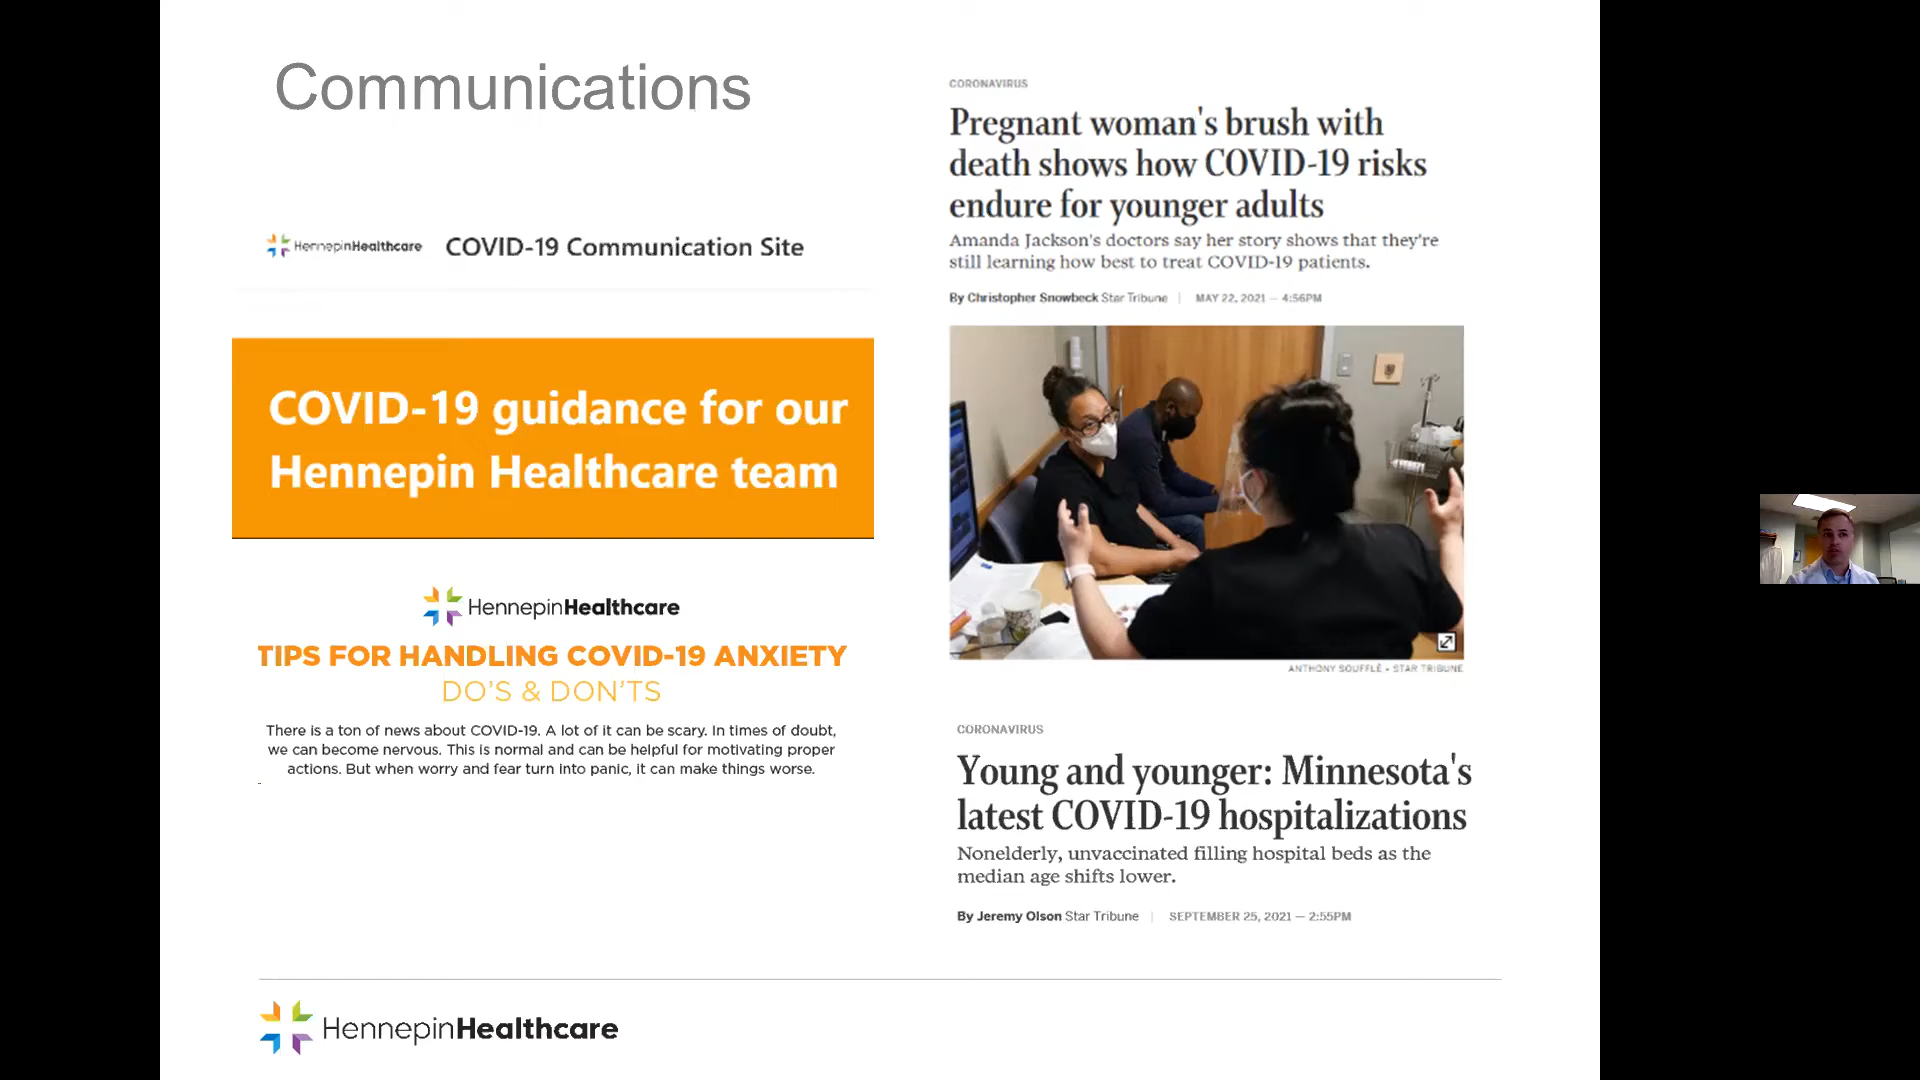 Communications
HennepinHealthcare COVID-19 Communication Site
COVID-19 guidance for our
Hennepin Healthcare team
HennepinHealthcare
TIPS FOR HANDLING COVID-19 ANXIETY
DO'S & DON'TS
There is a ton of news about COVID-19. A lot of it can be scary. In times of doubt,
we can become nervous. This is normal and can be helpful for motivating proper
actions. But when worry and fear turn into panic, it can make things worse.
CORONAVIRUS
Pregnant woman's brush with
death shows how COVID-19 risks
endure for younger adults
Amanda Jackson's doctors say her story shows that they're
still learning how best to treat COVID-19 patients.
By Christopher Snowbeck Star Tribune | MAY 22, 2021 — 4:56PM
ANTHONY SOUFFLÉ - STAR TRIBUNE
CORONAVIRUS
Young and younger: Minnesota's
latest COVID-19 hospitalizations
Nonelderly, unvaccinated filling hospital beds as the
median age shifts lower.
By Jeremy Olson Star Tribune | SEPTEMBER 25, 2021 — 2:55PM
HennepinHealthcare